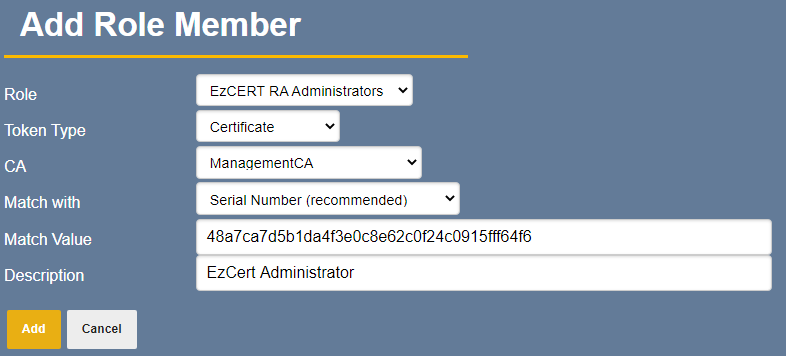 Add Role Member
Role EzCERT RA Administrators
Token Type Certificate
CA ManagementCA
Match with Serial Number (recommended)
Match Value 48a7ca7d5b1da4f3e0c8e62c0f24c0915fff64f6
Description EzCert Administrator
Add Cancel